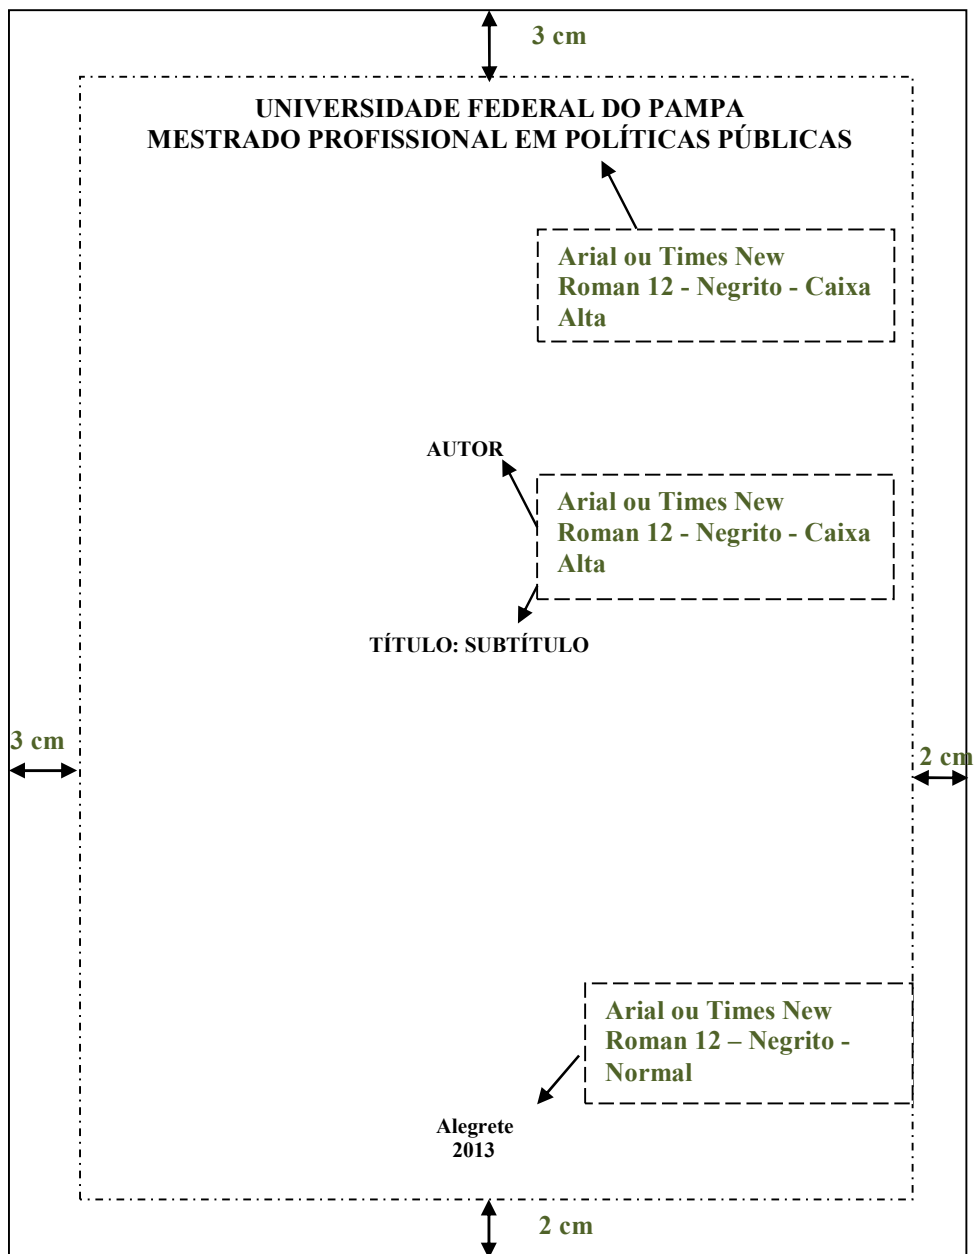 3 cm
UNIVERSIDADE FEDERAL DO PAMPA
MESTRADO PROFISSIONAL EM POLÍTICAS PÚBLICAS
Arial ou Times New
Roman 12 - Negrito - Caixa
Alta
AUTOR
Arial ou Times New
Roman 12 - Negrito - Caixa
Alta
TÍTULO: SUBTÍTULO
3 cm
2 cm
Arial ou Times New
Roman 12 – Negrito -
Normal
Alegrete
2013
2 cm